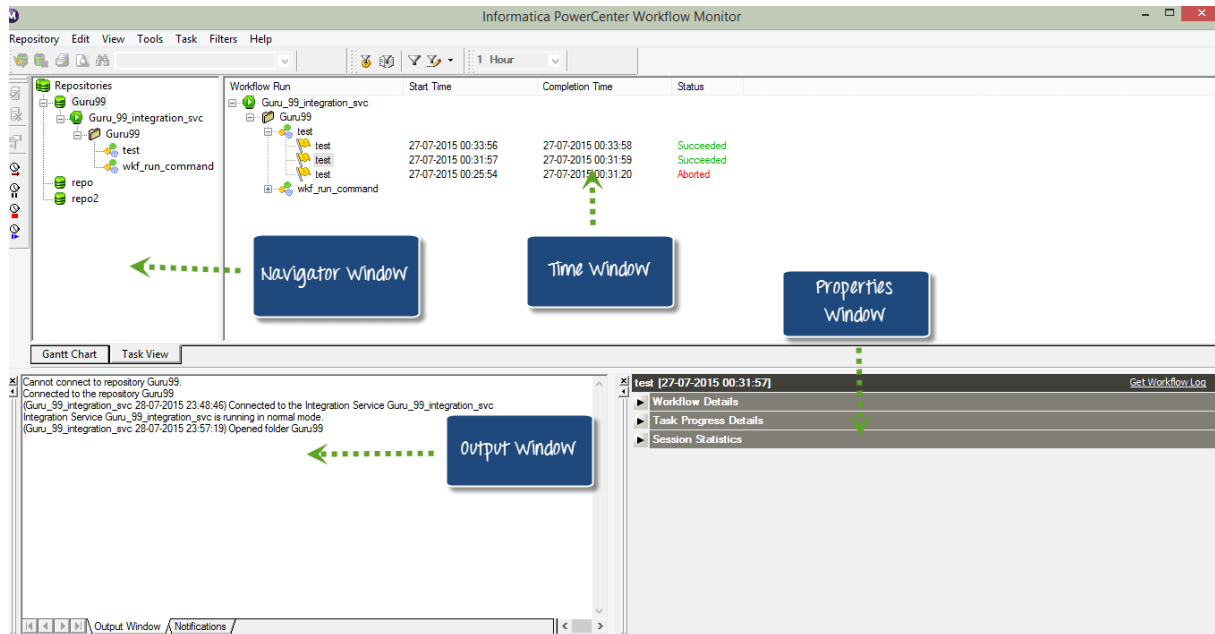 M
Informatica PowerCenter Workflow Monitor
Repository Edit View Tools Task Filters Help
1 Hour
Repositories
Guru99
Guru_99_integration_svc
Guru99
test
wkf_run_command
repo
repo2
Workflow Run Start Time Completion Time Status
Guru_99_integration_svc
Guru99
test
test 27-07-2015 00:33:56 27-07-2015 00:33:58 Succeeded
test 27-07-2015 00:31:57 27-07-2015 00:31:59 Succeeded
test 27-07-2015 00:25:54 27-07-2015 00:31:20 Aborted
wkf_run_command
Navigator Window
Time Window
Properties
Window
Gantt Chart Task View
Cannot connect to repository Guru99.
Connected to the repository Guru99
(Guru_99_integration_svc 28-07-2015 23:48:46) Connected to the Integration Service Guru_99_integration_svc
Integration Service Guru_99_integration_svc is running in normal mode.
(Guru_99_integration_svc 28-07-2015 23:57:19) Opened folder Guru99
Output Window
Output Window Notifications
test [27-07-2015 00:31:57] Get Workflow Log
Workflow Details
Task Progress Details
Session Statistics